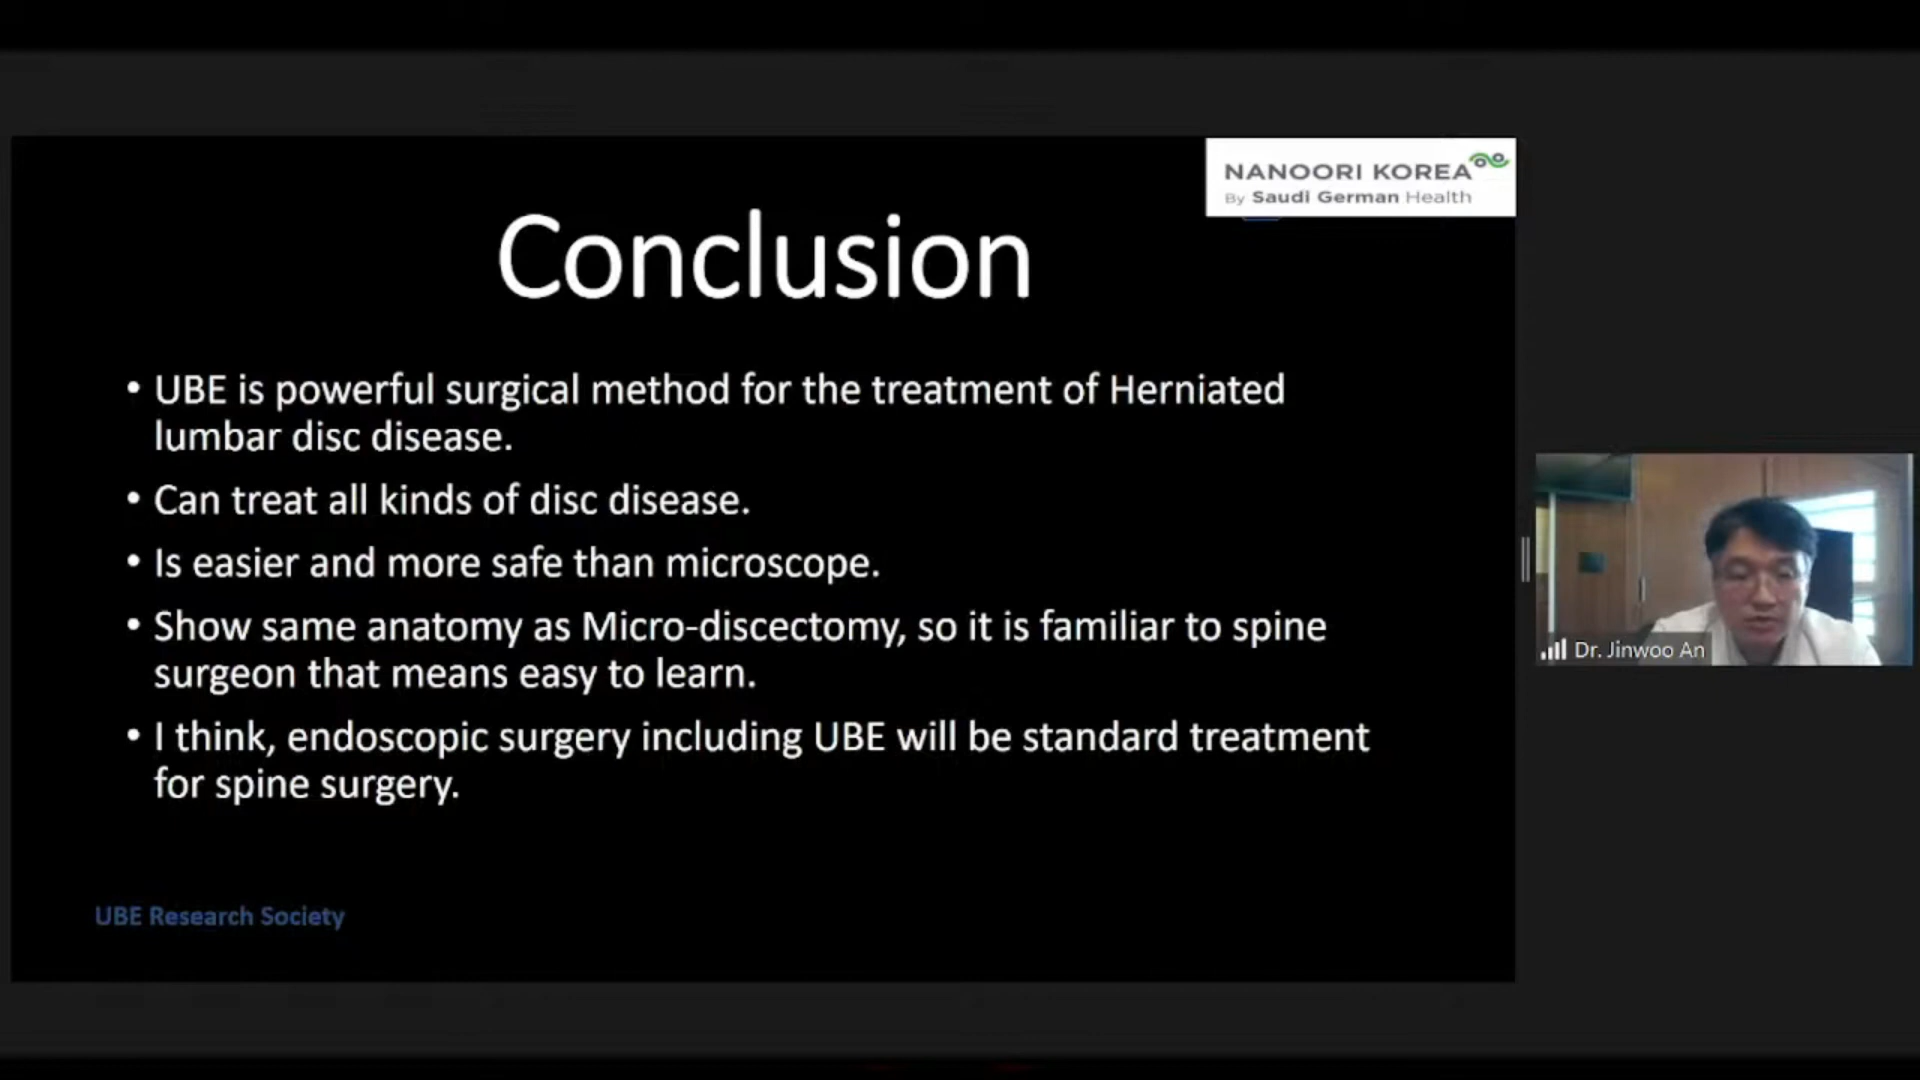 NANOORI KOREA
By Saudi German Health
Conclusion
• UBE is powerful surgical method for the treatment of Herniated
lumbar disc disease.
• Can treat all kinds of disc disease.
• Is easier and more safe than microscope.
• Show same anatomy as Micro-discectomy, so it is familiar to spine
surgeon that means easy to learn.
• I think, endoscopic surgery including UBE will be standard treatment
for spine surgery.
UBE Research Society
Dr. Jinwoo An